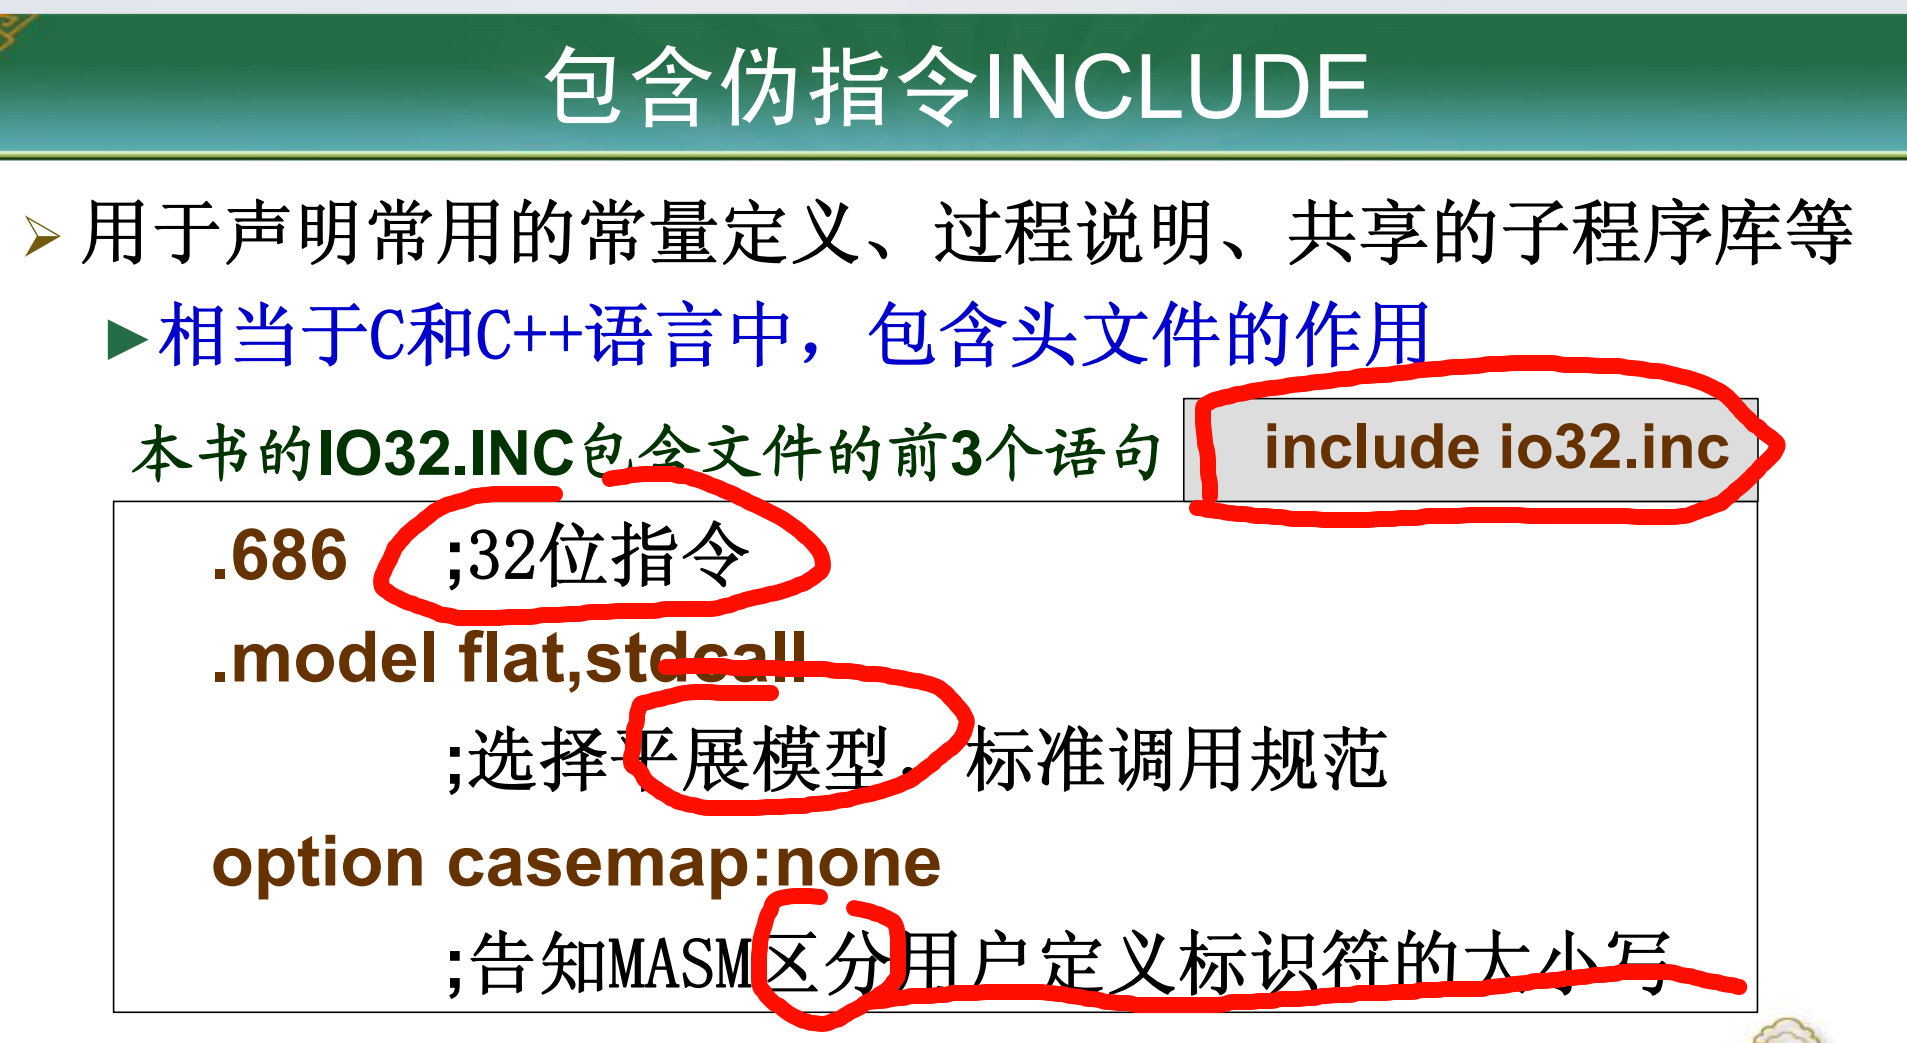 包含伪指令INCLUDE
用于声明常用的常量定义、过程说明、共享的子程序库等
相当于C和C++语言中，包含头文件的作用
本书的IO32.INC包含文件的前3个语句
include io32.inc
.686 ;32位指令
.model flat,stdcall
;选择平展模型，标准调用规范
option casemap:none
;告知MASM区分用户定义标识符的大小写